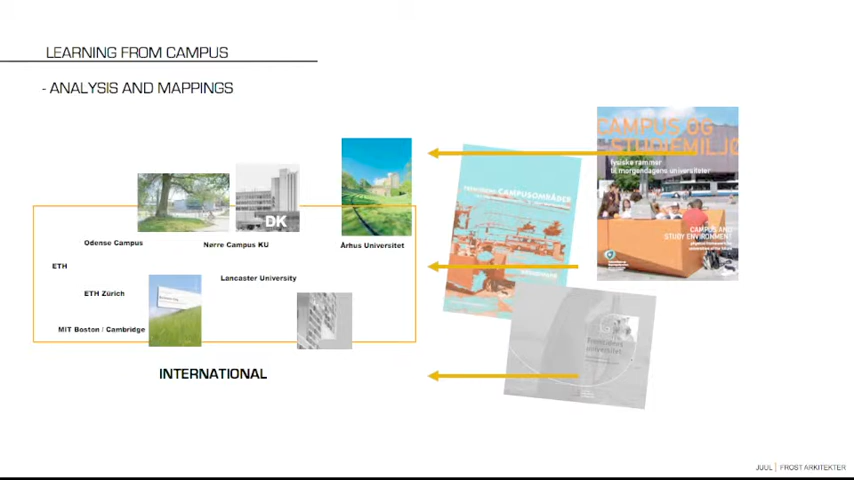 LEARNING FROM CAMPUS
- ANALYSIS AND MAPPINGS
DK
Odense Campus
Nørre Campus KU
Århus Universitet
ETH
Lancaster University
ETH Zürich
MIT Boston / Cambridge
INTERNATIONAL
CAMPUS OG
STUDIEMILJØ
fysiske rammer
til morgendagens universiteter
CAMPUS AND
STUDY ENVIRONMENT
CAMPUSOMRÅDER
JUUL | FROST ARKITEKTER